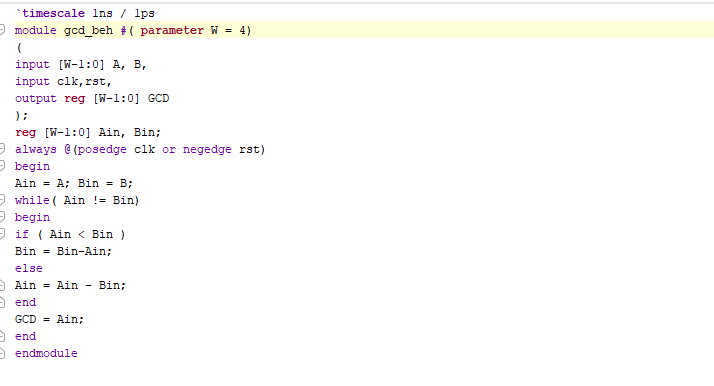 `timescale 1ns / 1ps
module gcd_beh #( parameter W = 4)
(
input [W-1:0] A, B,
input clk,rst,
output reg [W-1:0] GCD
);
reg [W-1:0] Ain, Bin;
always @(posedge clk or negedge rst)
begin
Ain = A; Bin = B;
while( Ain != Bin)
begin
if ( Ain < Bin )
Bin = Bin-Ain;
else
Ain = Ain - Bin;
end
GCD = Ain;
end
endmodule